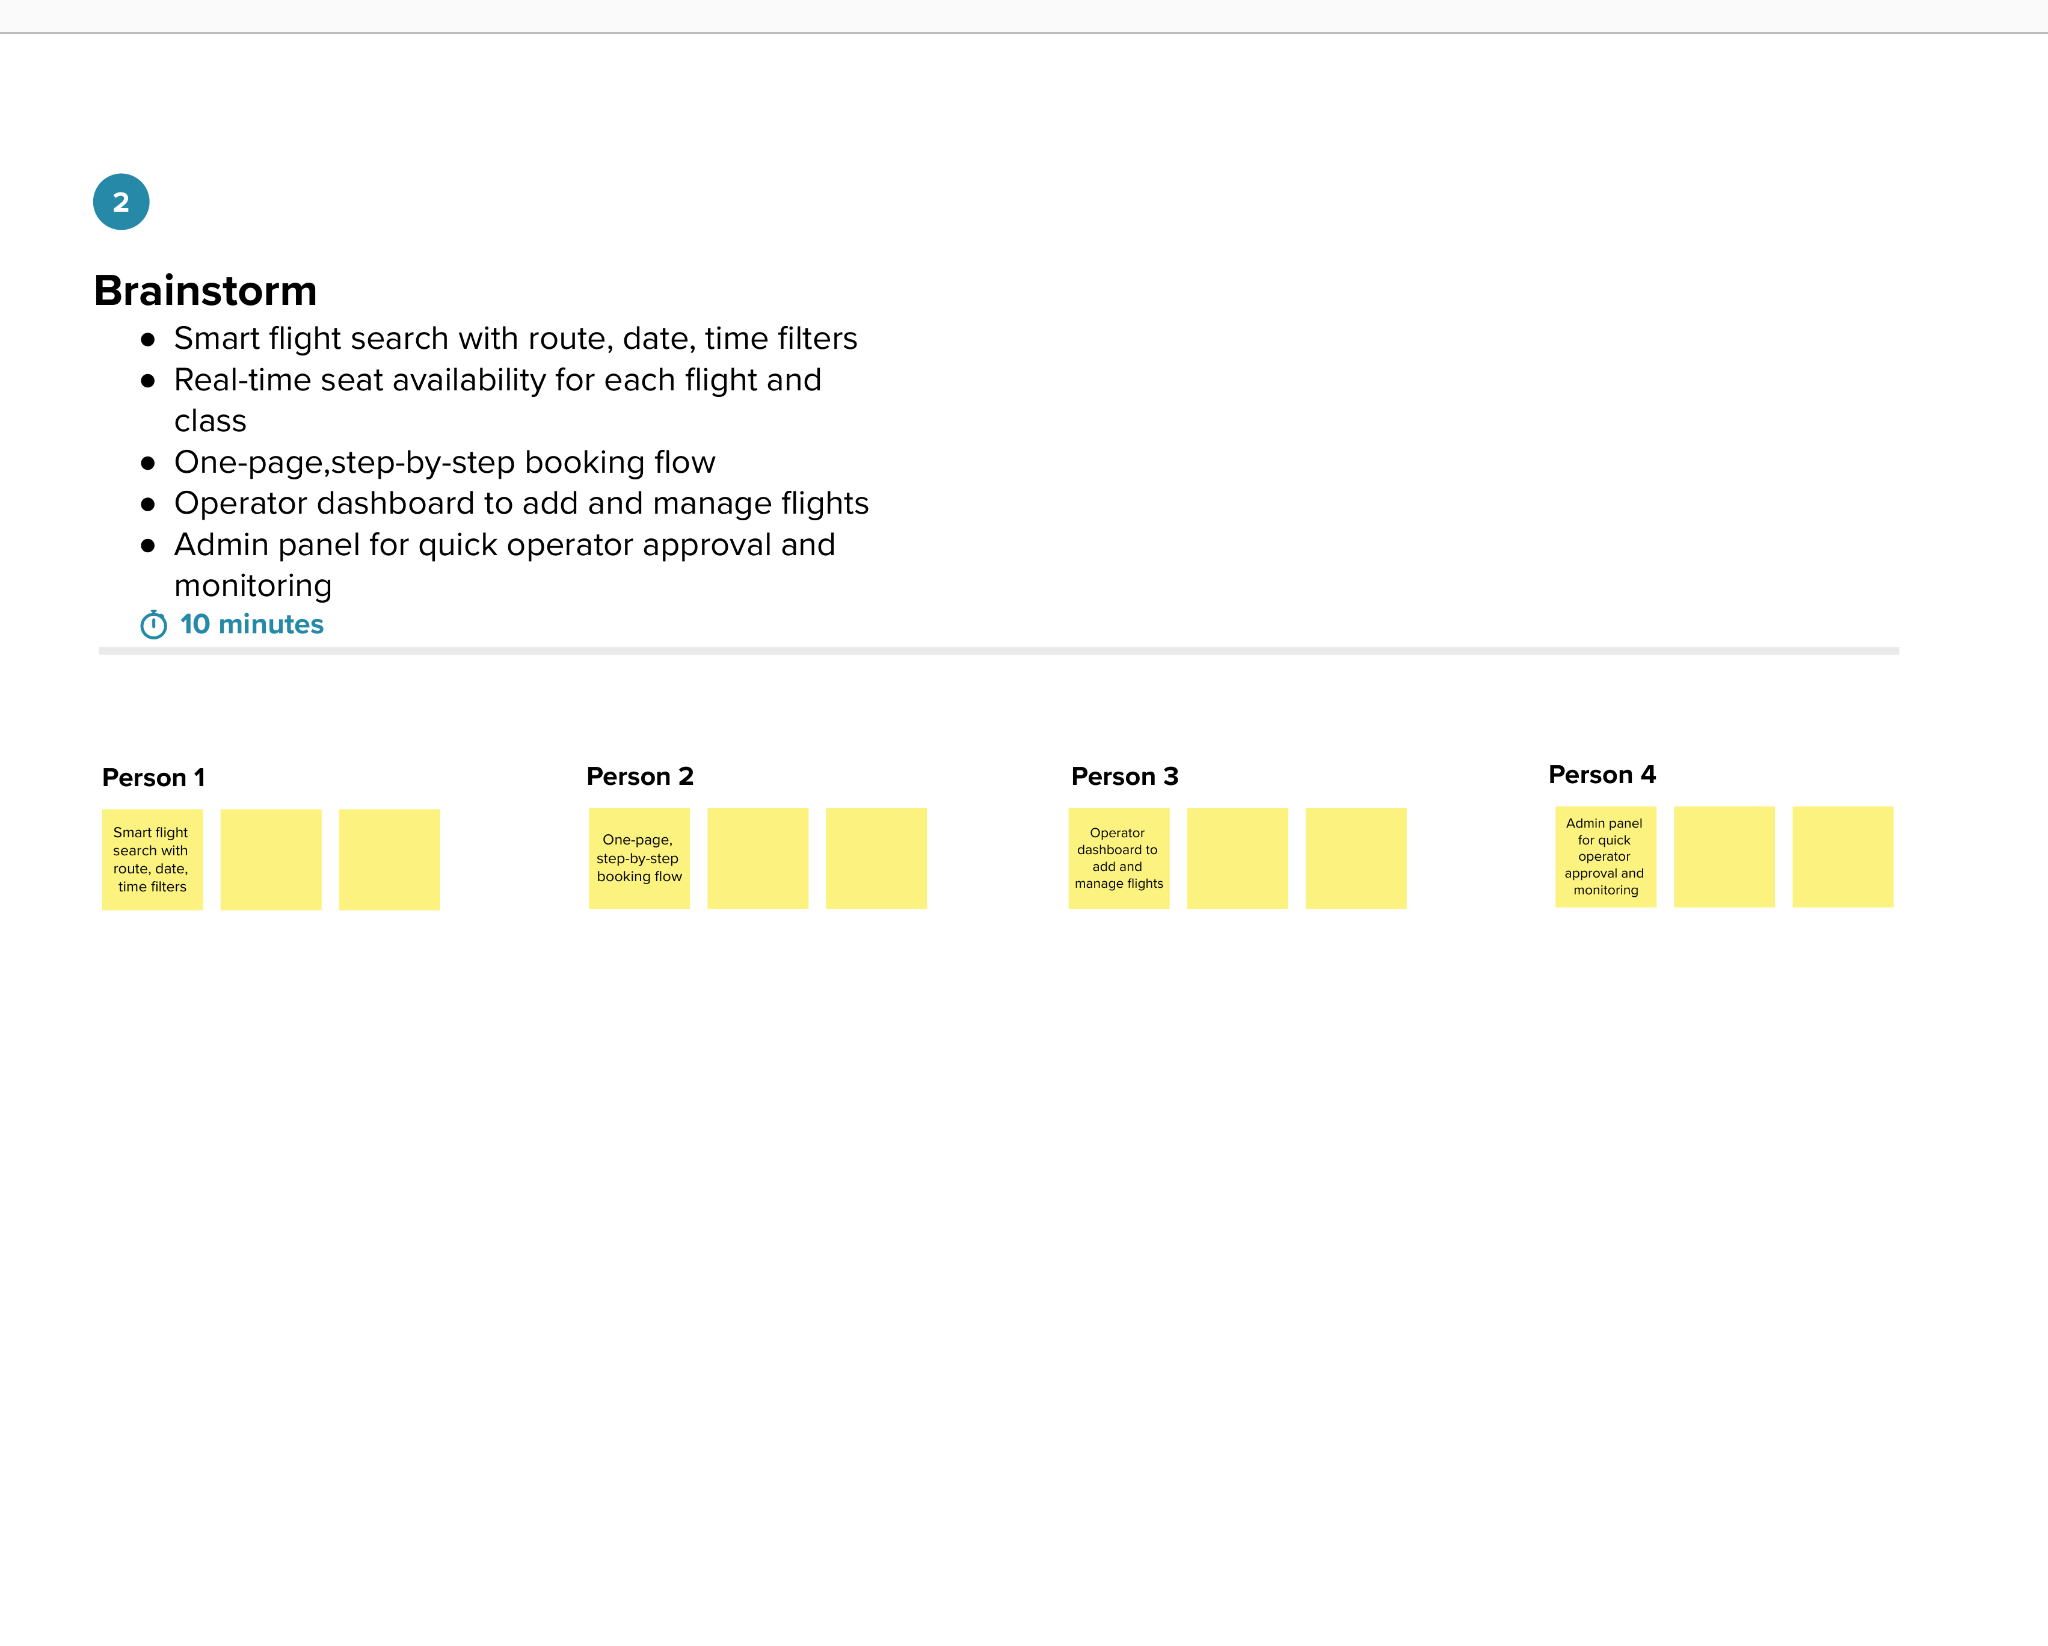 2
Brainstorm
● Smart flight search with route, date, time filters
● Real-time seat availability for each flight and
class
● One-page,step-by-step booking flow
● Operator dashboard to add and manage flights
● Admin panel for quick operator approval and
monitoring
10 minutes
Person 1
Smart flight
search with
route, date,
time filters
Person 2
One-page,
step-by-step
booking flow
Person 3
Operator
dashboard to
add and
manage flights
Person 4
Admin panel
for quick
operator
approval and
monitoring